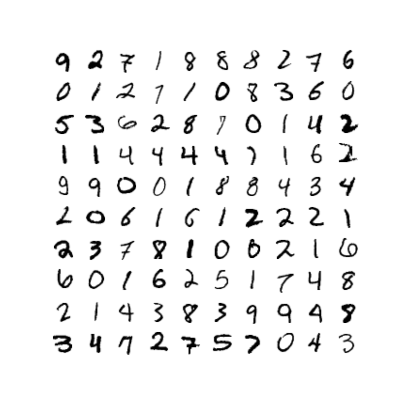 9 2 7 1 8 8 8 2 7 6
0 1 2 7 1 0 8 3 6 0
5 3 6 2 8 7 0 1 4 2
1 1 4 4 4 4 7 1 6 2
9 9 0 0 1 8 8 4 3 4
2 0 6 1 6 1 2 2 2 1
2 3 7 8 1 0 0 2 1 6
6 0 1 6 2 5 1 7 4 8
2 1 4 3 8 3 9 9 4 8
3 4 7 2 7 5 7 0 4 3